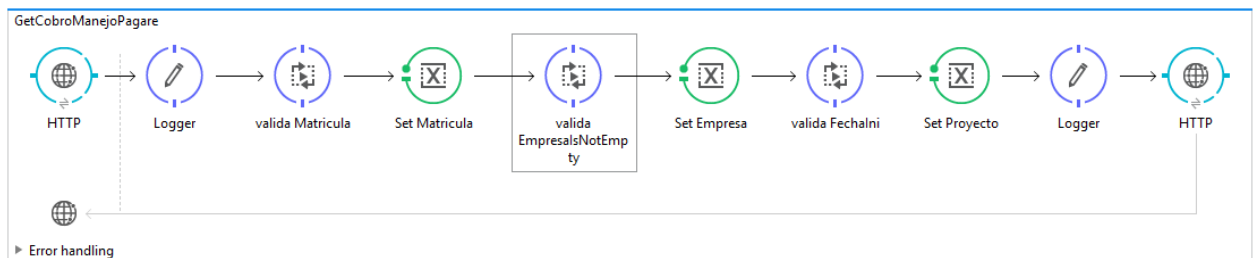 GetCobroManejoPagare
HTTP
Logger
valida Matricula
Set Matricula
valida
EmpresaIsNotEmp
ty
Set Empresa
valida FechaIni
Set Proyecto
Logger
HTTP
Error handling